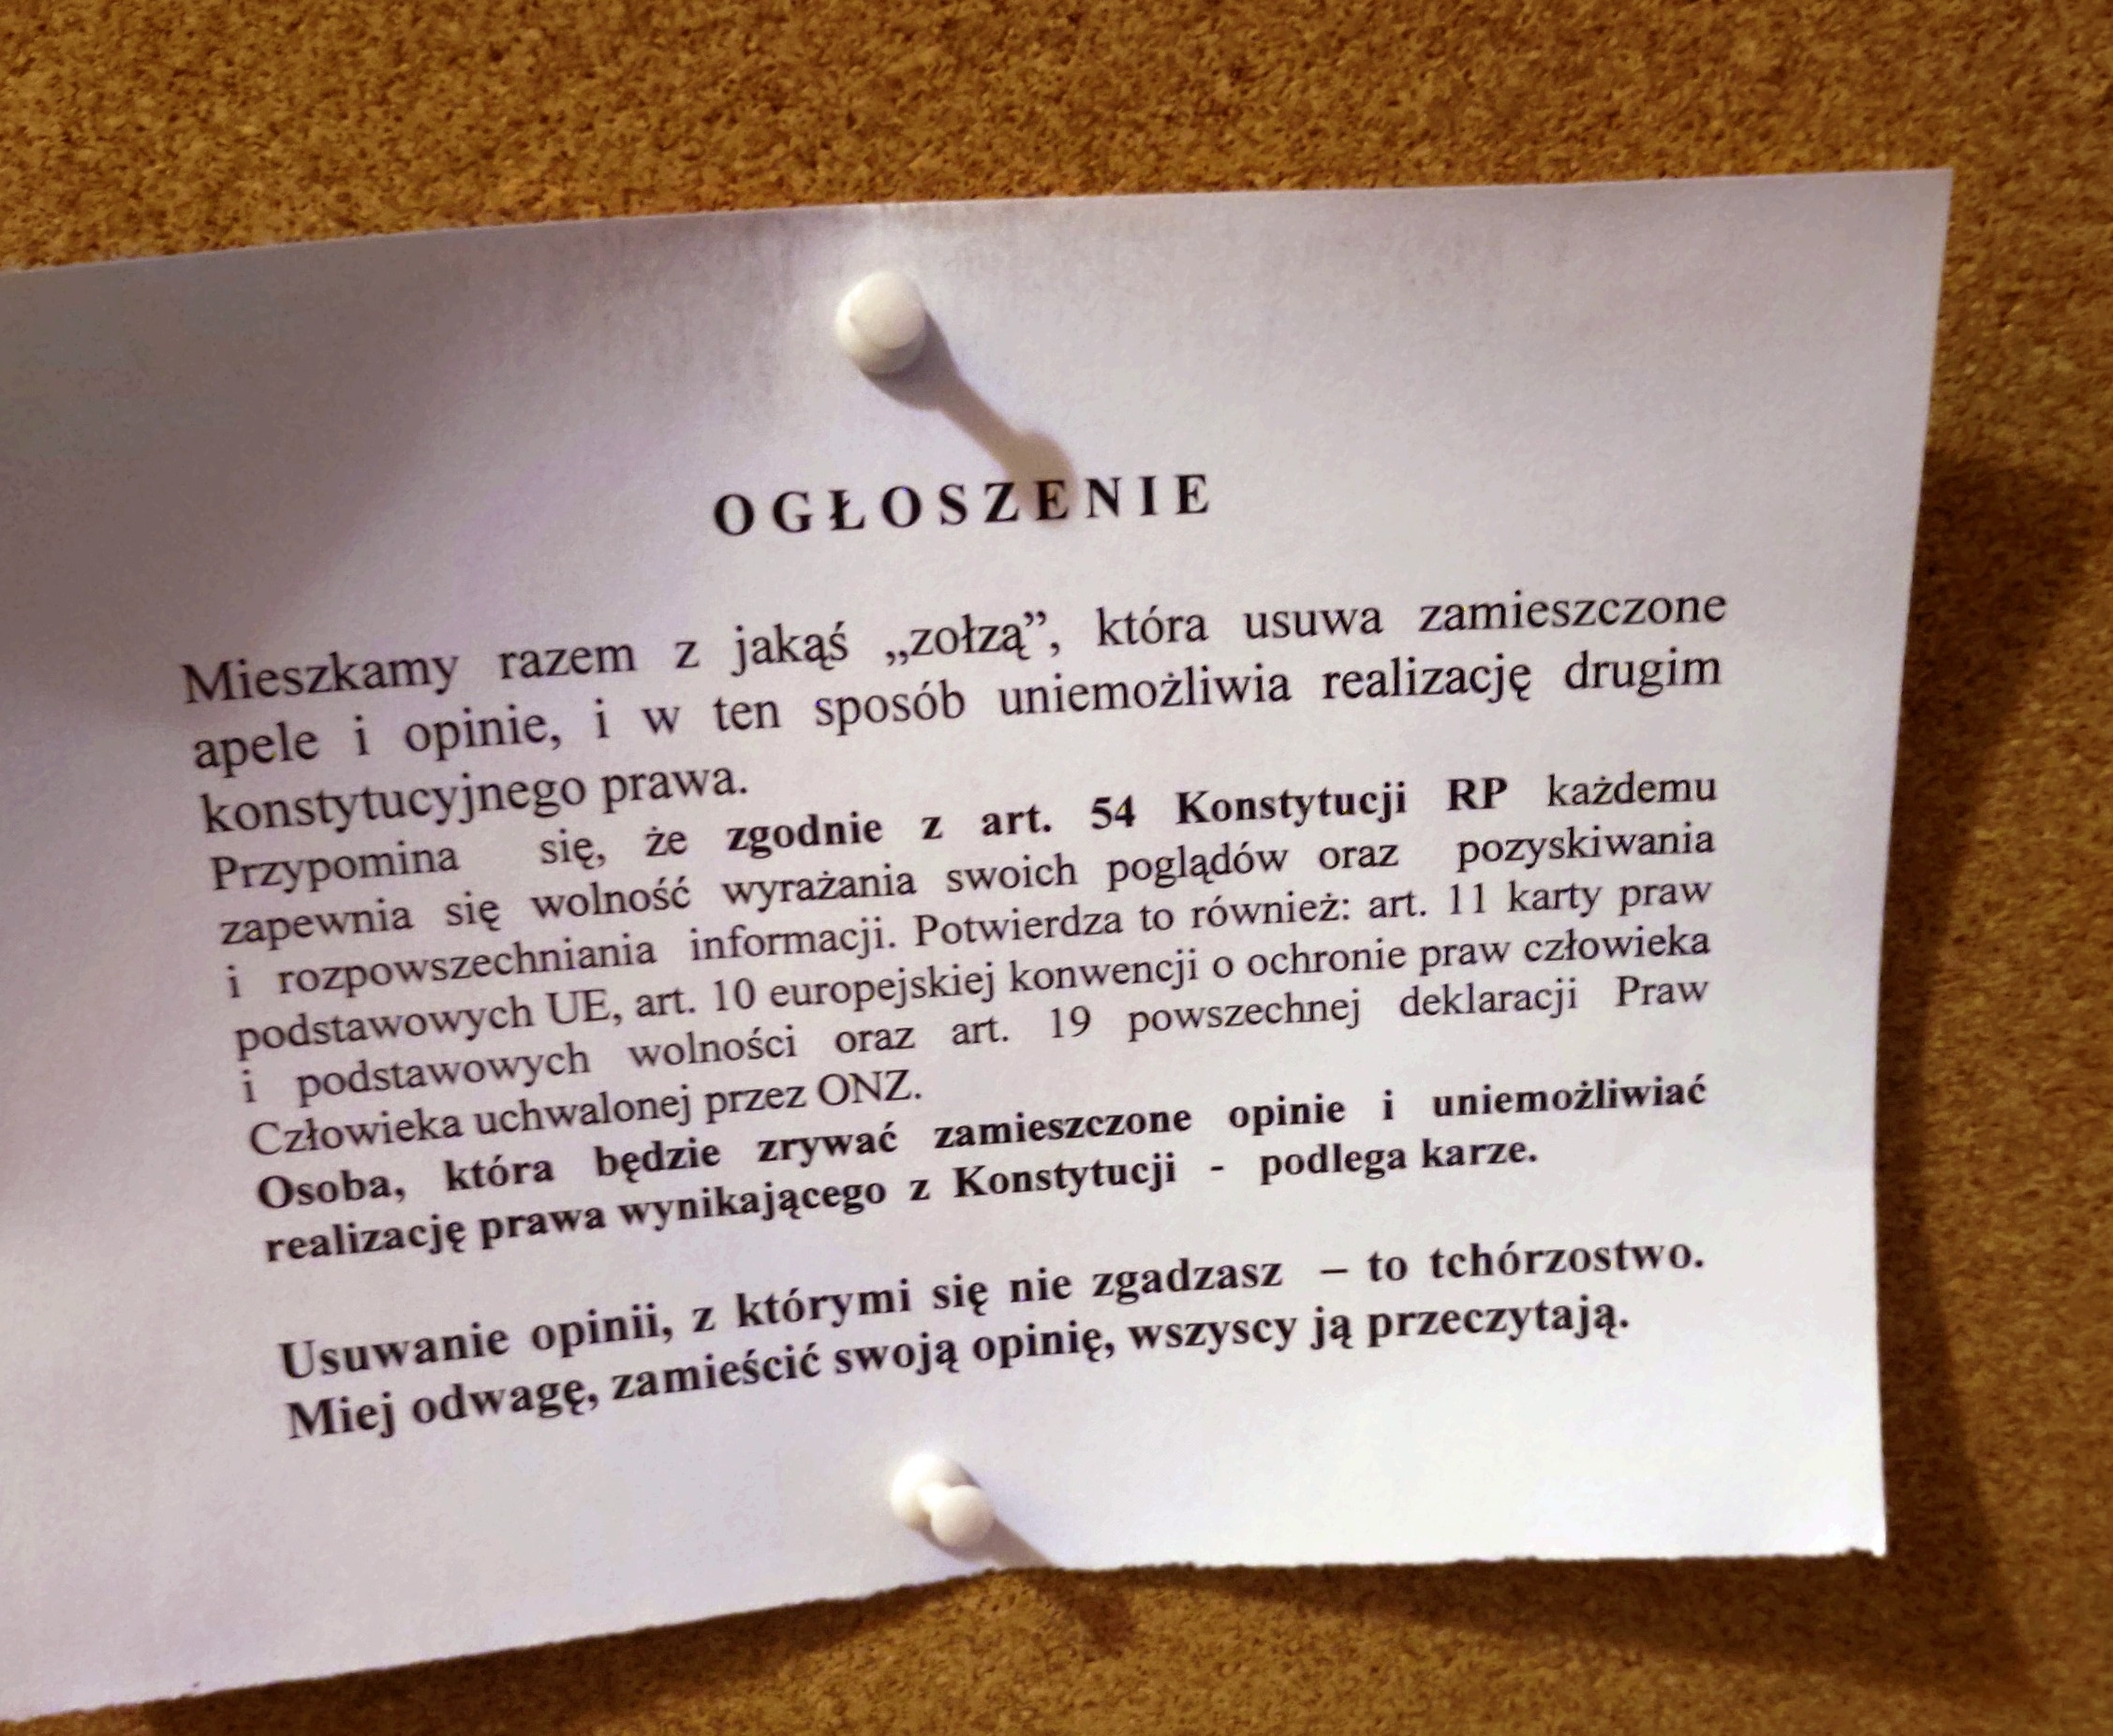 OGŁOSZENIE
Mieszkamy razem z jakąś „zołzą”, która usuwa zamieszczone
apele i opinie, i w ten sposób uniemożliwia realizację drugim
konstytucyjnego prawa.
Przypomina się, że zgodnie z art. 54 Konstytucji RP każdemu
zapewnia się wolność wyrażania swoich poglądów oraz pozyskiwania
i rozpowszechniania informacji. Potwierdza to również: art. 11 karty praw
podstawowych UE, art. 10 europejskiej konwencji o ochronie praw człowieka
i podstawowych wolności oraz art. 19 powszechnej deklaracji Praw
Człowieka uchwalonej przez ONZ.
Osoba, która będzie zrywać zamieszczone opinie i uniemożliwiać
realizację prawa wynikającego z Konstytucji - podlega karze.
Usuwanie opinii, z którymi się nie zgadzasz – to tchórzostwo.
Miej odwagę, zamieścić swoją opinię, wszyscy ją przeczytają.